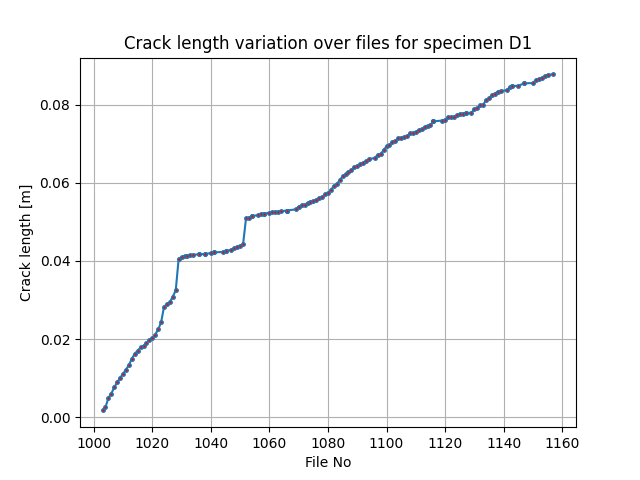 Crack length variation over files for specimen D1
0.08
0.06
0.04
0.02
0.00
Crack length [m]
1000 1020 1040 1060 1080 1100 1120 1140 1160
File No